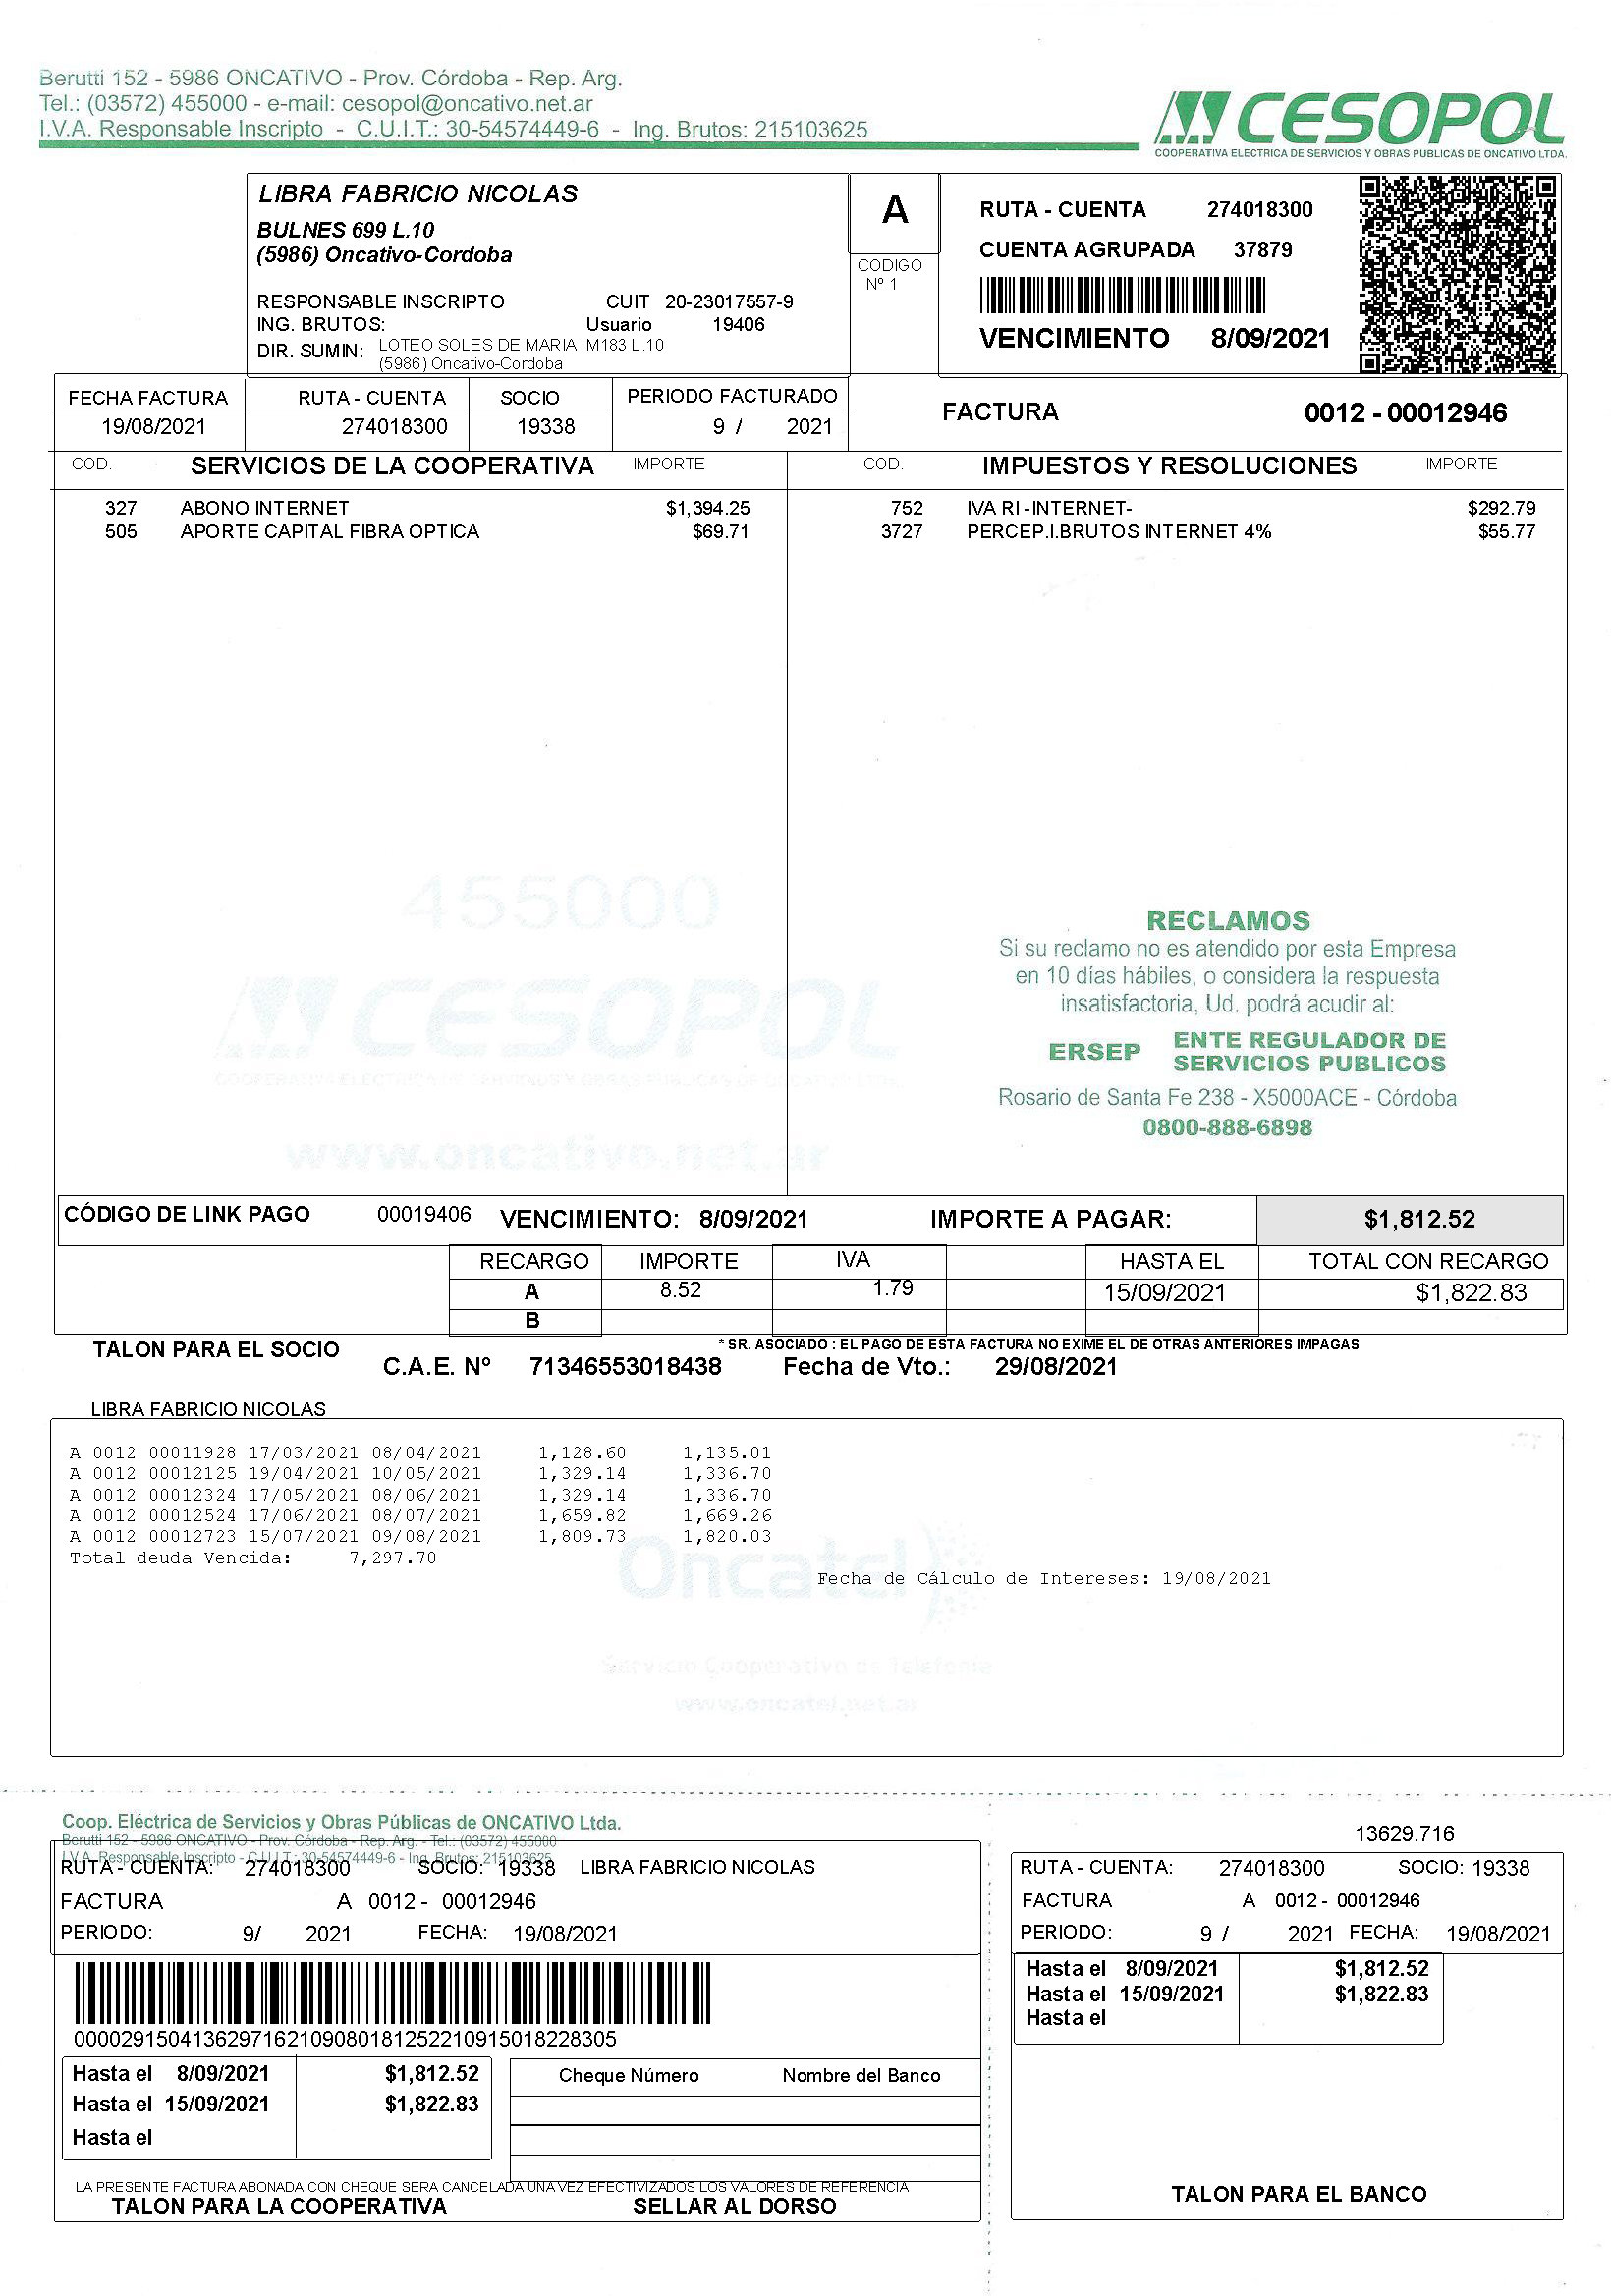 Berutti 152 - 5986 ONCATIVO - Prov. Córdoba - Rep. Arg.
Tel.: (03572) 455000 - e-mail: cesopol@oncativo.net.ar
I.V.A. Responsable Inscripto - C.U.I.T.: 30-54574449-6 - Ing. Brutos: 215103625
CESOPOL
COOPERATIVA ELECTRICA DE SERVICIOS Y OBRAS PUBLICAS DE ONCATIVO LTDA.
LIBRA FABRICIO NICOLAS
BULNES 699 L.10
(5986) Oncativo-Cordoba
RESPONSABLE INSCRIPTO CUIT 20-23017557-9
ING. BRUTOS: Usuario 19406
DIR. SUMIN: LOTEO SOLES DE MARIA M183 L.10
(5986) Oncativo-Cordoba
A
CODIGO
Nº 1
RUTA - CUENTA 274018300
CUENTA AGRUPADA 37879
VENCIMIENTO 8/09/2021
FECHA FACTURA RUTA - CUENTA SOCIO PERIODO FACTURADO
19/08/2021 274018300 19338 9 / 2021
FACTURA 0012 - 00012946
COD. SERVICIOS DE LA COOPERATIVA IMPORTE COD. IMPUESTOS Y RESOLUCIONES IMPORTE
327 ABONO INTERNET $1,394.25 752 IVA RI -INTERNET- $292.79
505 APORTE CAPITAL FIBRA OPTICA $69.71 3727 PERCEP.I.BRUTOS INTERNET 4% $55.77
455000
CESOPOL
COOPERATIVA ELECTRICA DE SERVICIOS Y OBRAS PUBLICAS DE ONCATIVO LTDA.
www.oncativo.net.ar
RECLAMOS
Si su reclamo no es atendido por esta Empresa
en 10 días hábiles, o considera la respuesta
insatisfactoria, Ud. podrá acudir al:
ERSEP ENTE REGULADOR DE
SERVICIOS PUBLICOS
Rosario de Santa Fe 238 - X5000ACE - Córdoba
0800-888-6898
CÓDIGO DE LINK PAGO 00019406 VENCIMIENTO: 8/09/2021 IMPORTE A PAGAR: $1,812.52
RECARGO IMPORTE IVA HASTA EL TOTAL CON RECARGO
A 8.52 1.79 15/09/2021 $1,822.83
B
TALON PARA EL SOCIO * SR. ASOCIADO : EL PAGO DE ESTA FACTURA NO EXIME EL DE OTRAS ANTERIORES IMPAGAS
C.A.E. Nº 71346553018438 Fecha de Vto.: 29/08/2021
LIBRA FABRICIO NICOLAS
A 0012 00011928 17/03/2021 08/04/2021 1,128.60 1,135.01
A 0012 00012125 19/04/2021 10/05/2021 1,329.14 1,336.70
A 0012 00012324 17/05/2021 08/06/2021 1,329.14 1,336.70
A 0012 00012524 17/06/2021 08/07/2021 1,659.82 1,669.26
A 0012 00012723 15/07/2021 09/08/2021 1,809.73 1,820.03
Total deuda Vencida: 7,297.70
Oncatel
Fecha de Cálculo de Intereses: 19/08/2021
Servicio Cooperativo de Telefonía
www.oncatel.net.ar
Coop. Eléctrica de Servicios y Obras Públicas de ONCATIVO Ltda.
Berutti 152 - 5986 ONCATIVO - Prov. Córdoba - Rep. Arg. - Tel.: (03572) 455000
I.V.A. Responsable Inscripto - C.U.I.T.: 30-54574449-6 - Ing. Brutos: 215103625
RUTA - CUENTA: 274018300 SOCIO: 19338 LIBRA FABRICIO NICOLAS
FACTURA A 0012 - 00012946
PERIODO: 9/ 2021 FECHA: 19/08/2021
0000291504136297162109080181252210915018228305
Hasta el 8/09/2021 $1,812.52
Hasta el 15/09/2021 $1,822.83
Hasta el
Cheque Número Nombre del Banco
LA PRESENTE FACTURA ABONADA CON CHEQUE SERA CANCELADA UNA VEZ EFECTIVIZADOS LOS VALORES DE REFERENCIA
TALON PARA LA COOPERATIVA SELLAR AL DORSO
13629,716
RUTA - CUENTA: 274018300 SOCIO: 19338
FACTURA A 0012 - 00012946
PERIODO: 9 / 2021 FECHA: 19/08/2021
Hasta el 8/09/2021 $1,812.52
Hasta el 15/09/2021 $1,822.83
Hasta el
TALON PARA EL BANCO